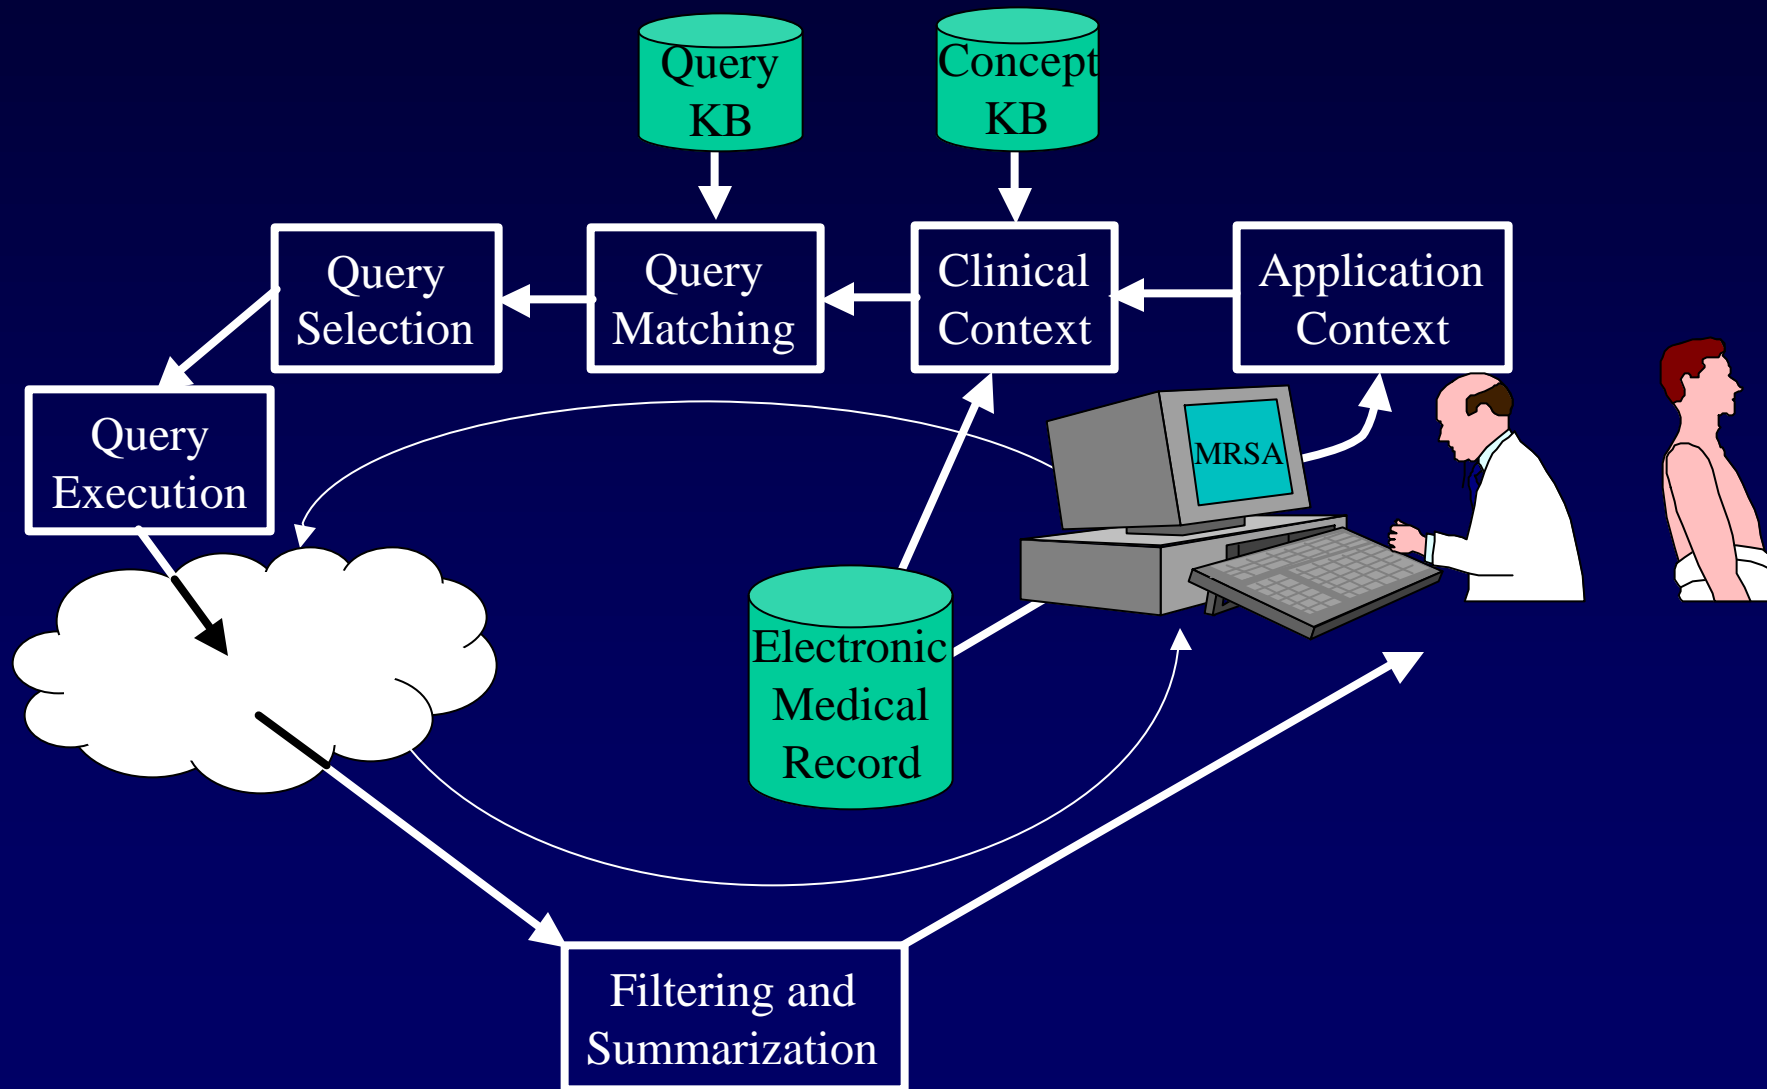 Query
KB
Concept
KB
Query
Selection
Query
Matching
Clinical
Context
Application
Context
Query
Execution
MRSA
Electronic
Medical
Record
Filtering and
Summarization